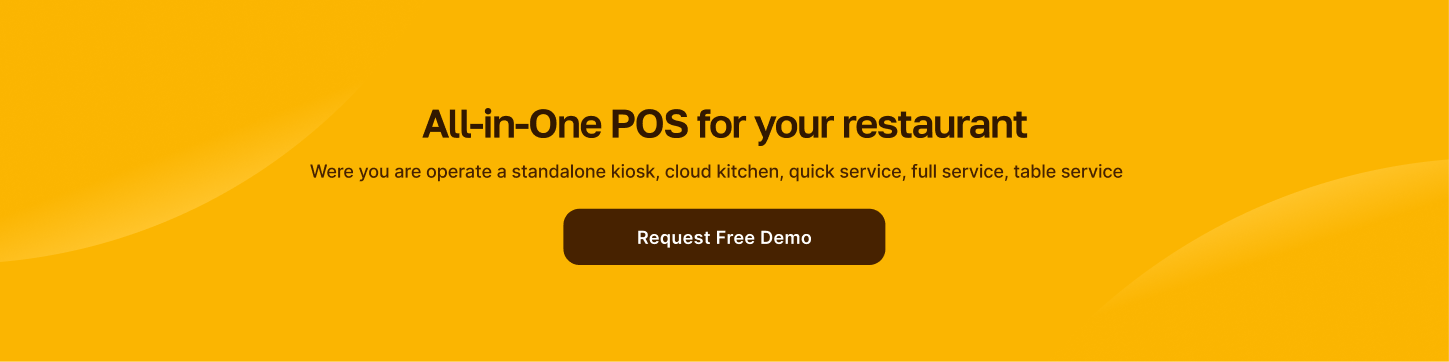 All-in-One POS for your restaurant
Were you are operate a standalone kiosk, cloud kitchen, quick service, full service, table service
Request Free Demo